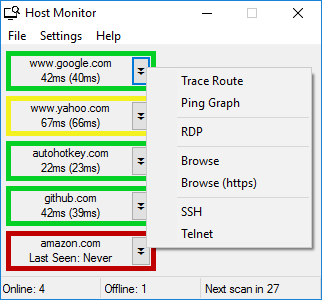 Host Monitor
File Settings Help
www.google.com
42ms (40ms)
www.yahoo.com
67ms (66ms)
autohotkey.com
22ms (23ms)
github.com
42ms (39ms)
amazon.com
Last Seen: Never
Trace Route
Ping Graph
RDP
Browse
Browse (https)
SSH
Telnet
Online: 4 Offline: 1 Next scan in 27